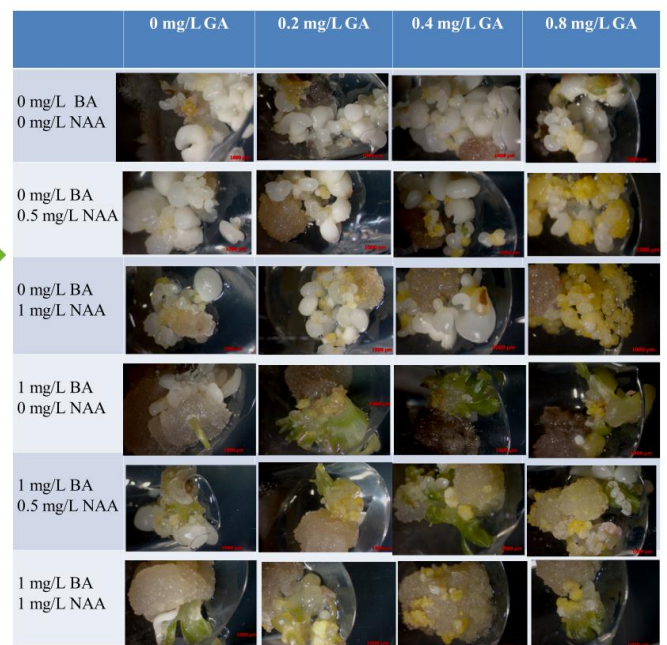 0 mg/L GA
0.2 mg/L GA
0.4 mg/L GA
0.8 mg/L GA
0 mg/L BA
0 mg/L NAA
0 mg/L BA
0.5 mg/L NAA
0 mg/L BA
1 mg/L NAA
1 mg/L BA
0 mg/L NAA
1 mg/L BA
0.5 mg/L NAA
1 mg/L BA
1 mg/L NAA